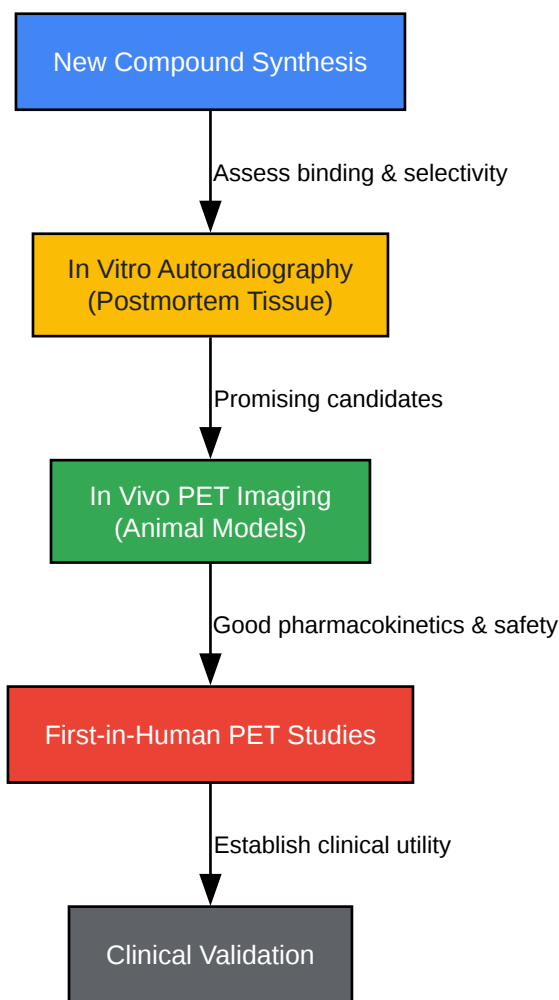 New Compound Synthesis
Assess binding & selectivity
In Vitro Autoradiography
(Postmortem Tissue)
Promising candidates
In Vivo PET Imaging
(Animal Models)
Good pharmacokinetics & safety
First-in-Human PET Studies
Establish clinical utility
Clinical Validation